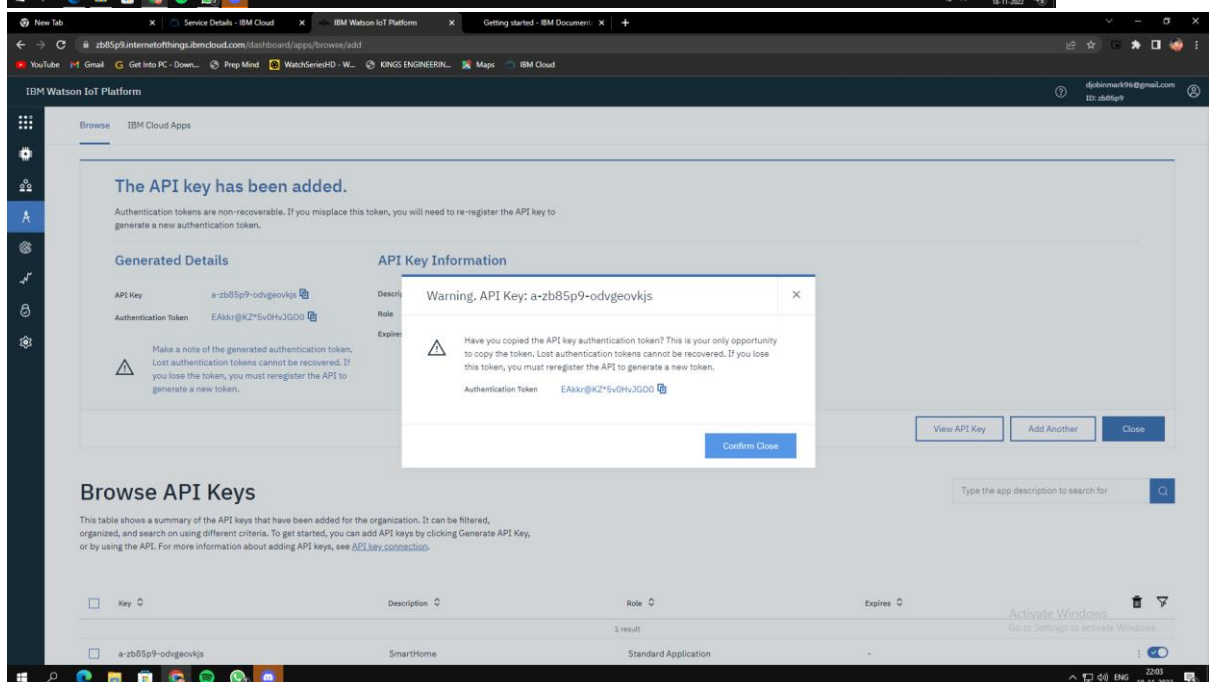 18-11-2022
New Tab
Service Details - IBM Cloud
IBM Watson IoT Platform
Getting started - IBM Document
zb85p9.internetofthings.ibmcloud.com/dashboard/apps/browse/add
YouTube Gmail Get Into PC - Down... Prep Mind WatchSeriesHD - W... KINGS ENGINEERIN... Maps IBM Cloud
IBM Watson IoT Platform
djobinmark96@gmail.com
ID: zb85p9
Browse IBM Cloud Apps
The API key has been added.
Authentication tokens are non-recoverable. If you misplace this token, you will need to re-register the API key to
generate a new authentication token.
Generated Details
API Key a-zb85p9-odvgeovkjs
Authentication Token EAkkr@KZ*5v0HvJGO0
Make a note of the generated authentication token.
Lost authentication tokens cannot be recovered. If
you lose the token, you must reregister the API to
generate a new token.
API Key Information
Descrip
Role
Expires
Warning. API Key: a-zb85p9-odvgeovkjs
Have you copied the API key authentication token? This is your only opportunity
to copy the token. Lost authentication tokens cannot be recovered. If you lose
this token, you must reregister the API to generate a new token.
Authentication Token EAkkr@KZ*5v0HvJGO0
Confirm Close
View API Key Add Another Close
Browse API Keys
Type the app description to search for
This table shows a summary of the API keys that have been added for the organization. It can be filtered,
organized, and search on using different criteria. To get started, you can add API keys by clicking Generate API Key,
or by using the API. For more information about adding API keys, see API key connection.
Key Description Role Expires
1 result
Activate Windows
Go to Settings to activate Windows.
a-zb85p9-odvgeovkjs SmartHome Standard Application -
ENG
22:03
18-11-2022